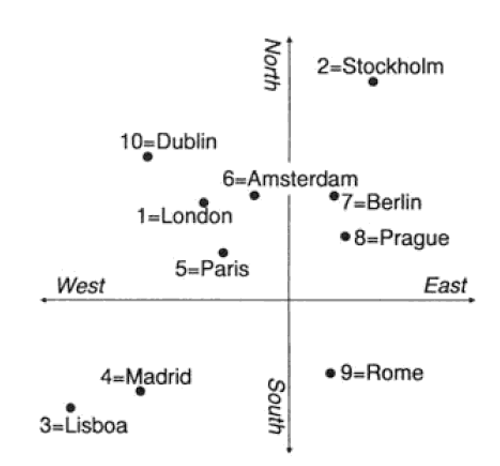 North
2=Stockholm
10=Dublin
6=Amsterdam
7=Berlin
1=London
8=Prague
5=Paris
West
East
4=Madrid
9=Rome
South
3=Lisboa